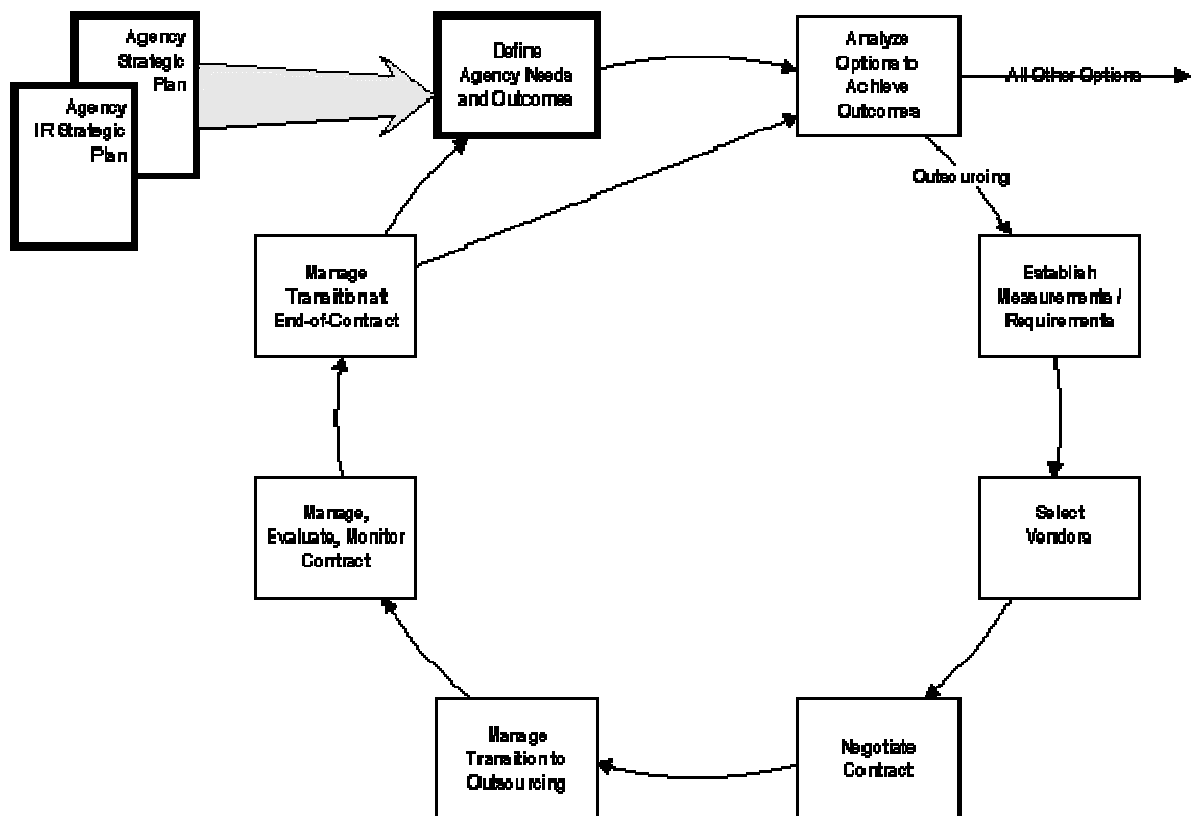 Agency
Strategic
Plan
Agency
IR Strategic
Plan
Define
Agency Needs
and Outcomes
Analyze
Options to
Achieve
Outcomes
All Other Options
Outsourcing
Establish
Measurements /
Requirements
Select
Vendors
Negotiate
Contract
Manage
Transition to
Outsourcing
Manage,
Evaluate, Monitor
Contract
Manage
Transition at
End-of-Contract